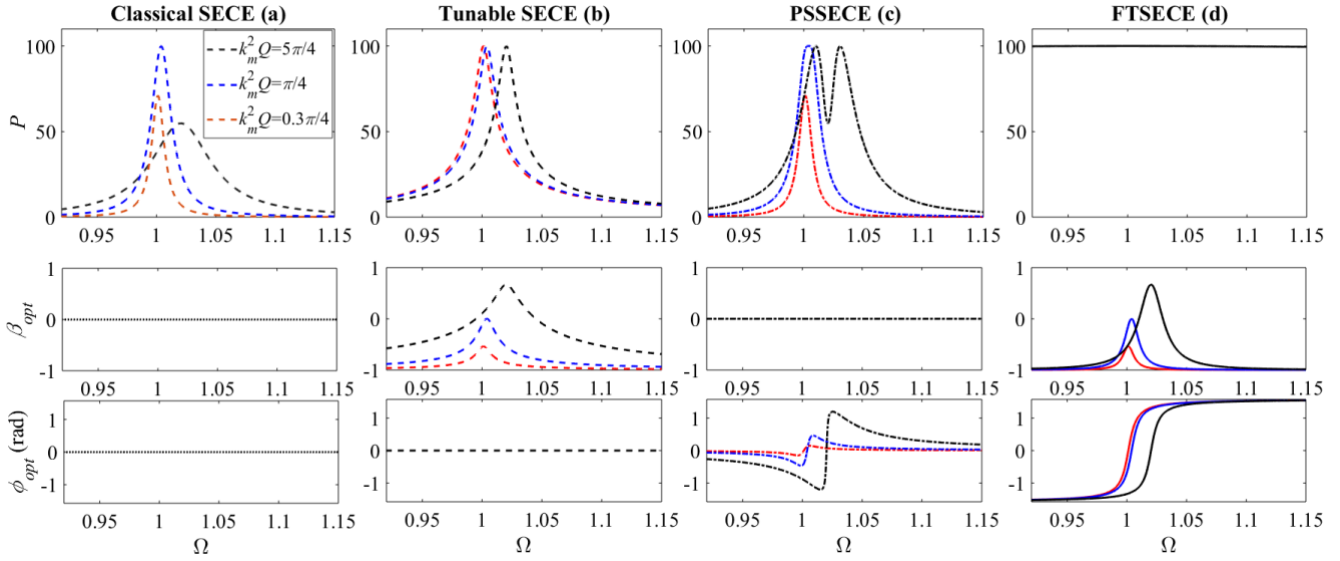 Classical SECE (a)
Tunable SECE (b)
PSSECE (c)
FTSECE (d)
P
100
50
0
0.95 1 1.05 1.1 1.15
k_m^2 Q=5π/4
k_m^2 Q=π/4
k_m^2 Q=0.3π/4
100
50
0
0.95 1 1.05 1.1 1.15
100
50
0
0.95 1 1.05 1.1 1.15
100
50
0
0.95 1 1.05 1.1 1.15
β_opt
1
0
-1
0.95 1 1.05 1.1 1.15
1
0
-1
0.95 1 1.05 1.1 1.15
1
0
-1
0.95 1 1.05 1.1 1.15
1
0
-1
0.95 1 1.05 1.1 1.15
ϕ_opt (rad)
1
0
-1
0.95 1 1.05 1.1 1.15
Ω
1
0
-1
0.95 1 1.05 1.1 1.15
Ω
1
0
-1
0.95 1 1.05 1.1 1.15
Ω
1
0
-1
0.95 1 1.05 1.1 1.15
Ω